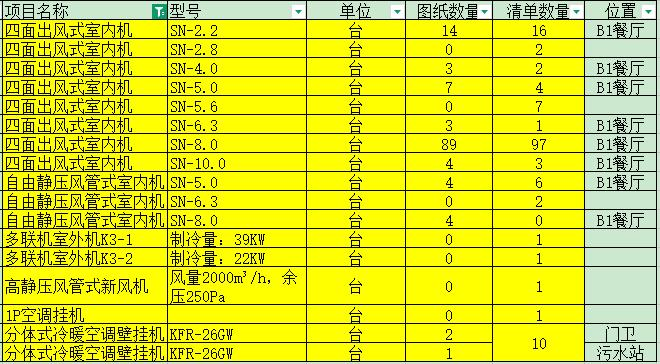 项目名称 型号 单位 图纸数量 清单数量 位置
四面出风式室内机 SN-2.2 台 14 16 B1餐厅
四面出风式室内机 SN-2.8 台 0 2
四面出风式室内机 SN-4.0 台 3 2 B1餐厅
四面出风式室内机 SN-5.0 台 7 4 B1餐厅
四面出风式室内机 SN-5.6 台 0 7
四面出风式室内机 SN-6.3 台 3 1 B1餐厅
四面出风式室内机 SN-8.0 台 89 97 B1餐厅
四面出风式室内机 SN-10.0 台 4 3 B1餐厅
自由静压风管式室内机 SN-5.0 台 4 6 B1餐厅
自由静压风管式室内机 SN-6.3 台 0 2
自由静压风管式室内机 SN-8.0 台 4 0 B1餐厅
多联机室外机K3-1 制冷量：39KW 台 0 1
多联机室外机K3-2 制冷量：22KW 台 0 1
高静压风管式新风机 风量2000m³/h，余
压250Pa 台 0 1
1P空调挂机 台 0 1
分体式冷暖空调壁挂机 KFR-26GW 台 2 10 门卫
分体式冷暖空调壁挂机 KFR-26GW 台 1 污水站